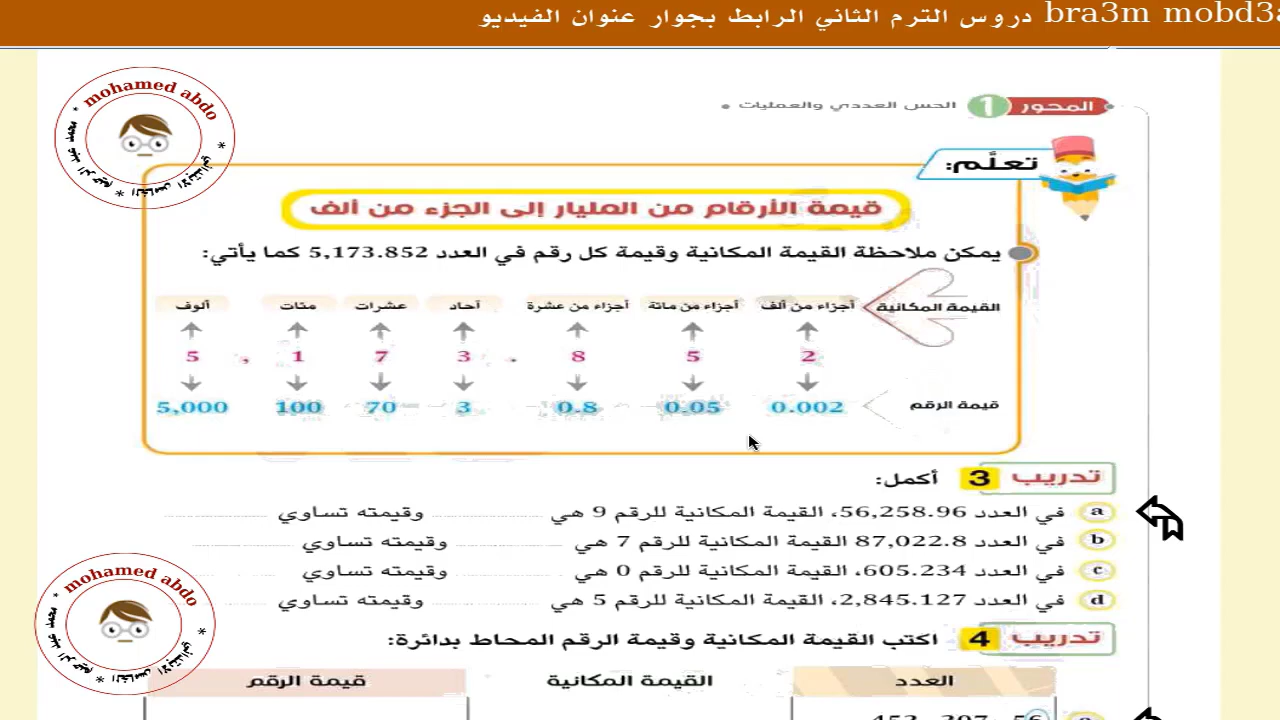 bra3m mobd3 دروس الترم الثاني الرابط بجوار عنوان الفيديو
mohamed abdo
المحور 1 الحس العددي والعمليات
تعلَّم:
قيمة الأرقام من المليار إلى الجزء من ألف
يمكن ملاحظة القيمة المكانية وقيمة كل رقم في العدد 5,173.852 كما يأتي:
القيمة المكانية أجزاء من ألف أجزاء من مائة أجزاء من عشرة آحاد عشرات مئات ألوف
5 , 1 7 3 . 8 5 2
قيمة الرقم 0.002 0.05 0.8 3 70 100 5,000
تدريب 3 أكمل:
a في العدد 56,258.96، القيمة المكانية للرقم 9 هي ............ وقيمته تساوي ............
b في العدد 87,022.8 القيمة المكانية للرقم 7 هي ............ وقيمته تساوي ............
c في العدد 605.234، القيمة المكانية للرقم 0 هي ............ وقيمته تساوي ............
d في العدد 2,845.127، القيمة المكانية للرقم 5 هي ............ وقيمته تساوي ............
mohamed abdo
تدريب 4 اكتب القيمة المكانية وقيمة الرقم المحاط بدائرة:
العدد القيمة المكانية قيمة الرقم